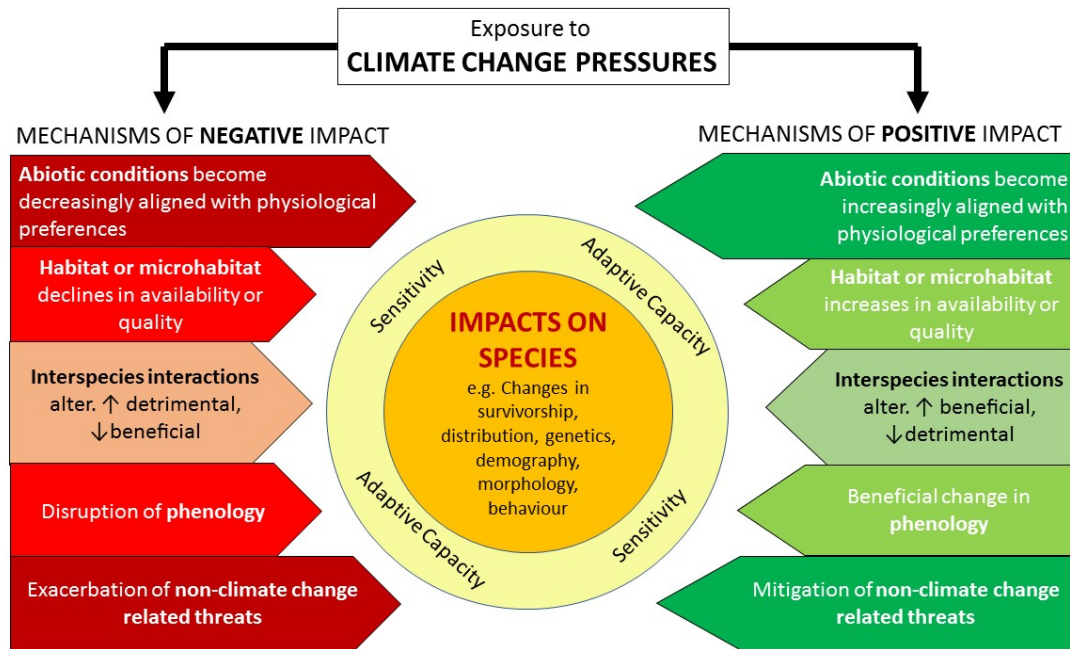 Exposure to
CLIMATE CHANGE PRESSURES
MECHANISMS OF NEGATIVE IMPACT
Abiotic conditions become
decreasingly aligned with physiological
preferences
Habitat or microhabitat
declines in availability or
quality
Interspecies interactions
alter. ↑ detrimental,
↓beneficial
Disruption of phenology
Exacerbation of non-climate change
related threats
Sensitivity
Adaptive Capacity
IMPACTS ON
SPECIES
e.g. Changes in
survivorship,
distribution, genetics,
demography,
morphology,
behaviour
Adaptive Capacity
Sensitivity
MECHANISMS OF POSITIVE IMPACT
Abiotic conditions become
increasingly aligned with
physiological preferences
Habitat or microhabitat
increases in availability or
quality
Interspecies interactions
alter. ↑ beneficial,
↓detrimental
Beneficial change in
phenology
Mitigation of non-climate change
related threats